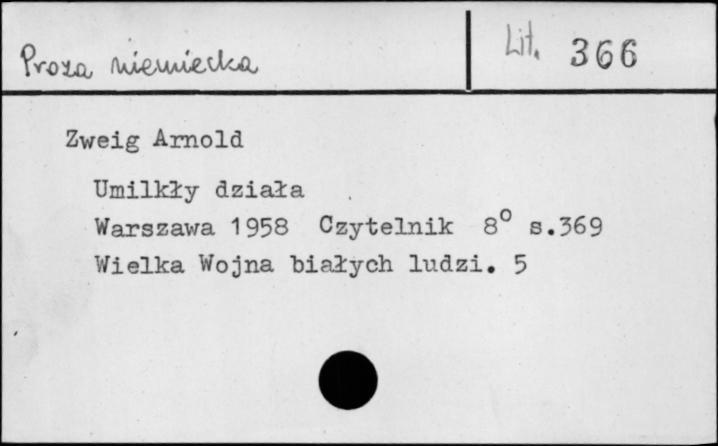 Proza niemiecka
Lit. 366
Zweig Arnold
Umilkły działa
Warszawa 1958 Czytelnik 8° s.369
Wielka Wojna białych ludzi. 5